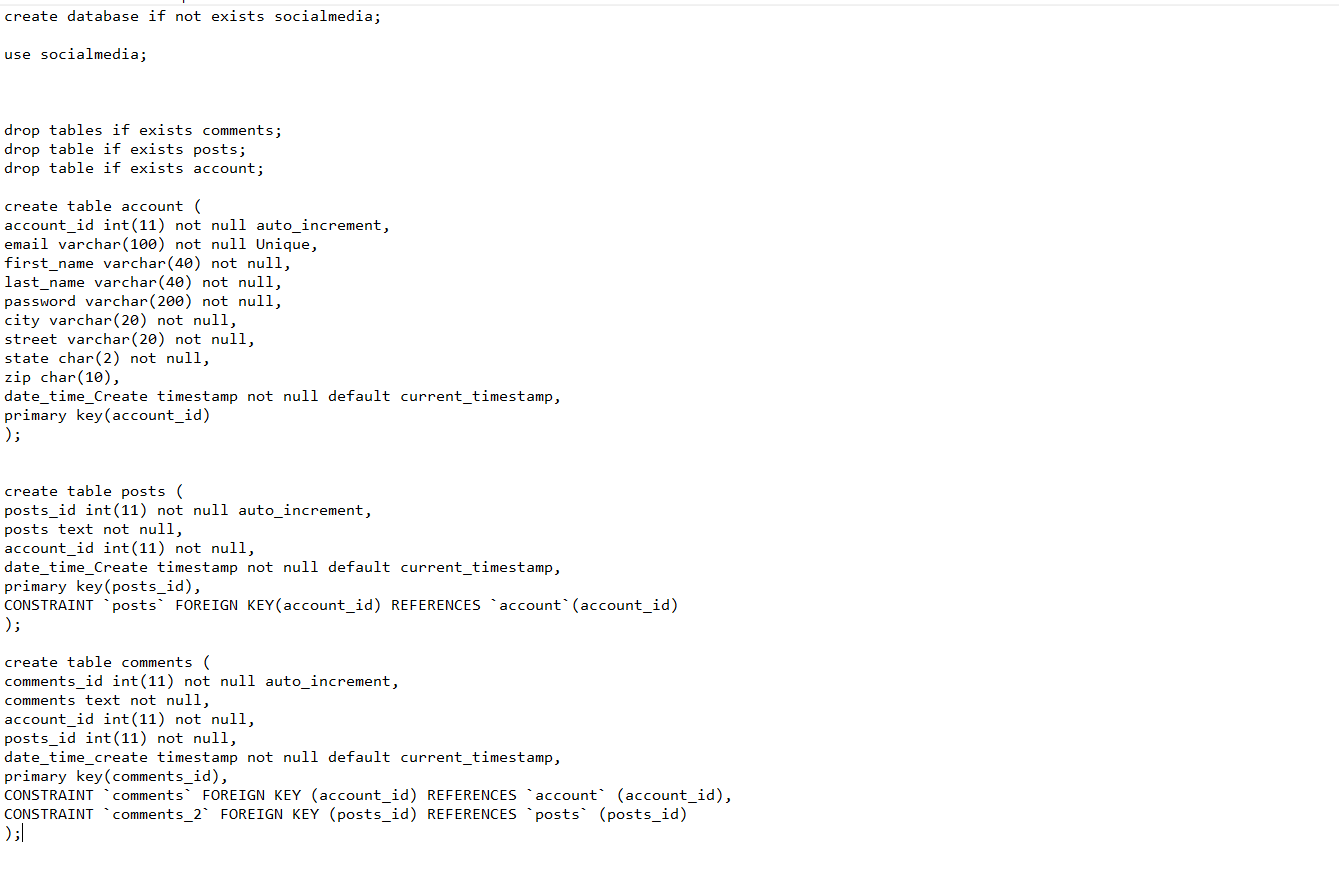 create database if not exists socialmedia;
use socialmedia;
drop tables if exists comments;
drop table if exists posts;
drop table if exists account;
create table account (
account_id int(11) not null auto_increment,
email varchar(100) not null Unique,
first_name varchar(40) not null,
last_name varchar(40) not null,
password varchar(200) not null,
city varchar(20) not null,
street varchar(20) not null,
state char(2) not null,
zip char(10),
date_time_Create timestamp not null default current_timestamp,
primary key(account_id)
);
create table posts (
posts_id int(11) not null auto_increment,
posts text not null,
account_id int(11) not null,
date_time_Create timestamp not null default current_timestamp,
primary key(posts_id),
CONSTRAINT `posts` FOREIGN KEY(account_id) REFERENCES `account`(account_id)
);
create table comments (
comments_id int(11) not null auto_increment,
comments text not null,
account_id int(11) not null,
posts_id int(11) not null,
date_time_create timestamp not null default current_timestamp,
primary key(comments_id),
CONSTRAINT `comments` FOREIGN KEY (account_id) REFERENCES `account` (account_id),
CONSTRAINT `comments_2` FOREIGN KEY (posts_id) REFERENCES `posts` (posts_id)
);